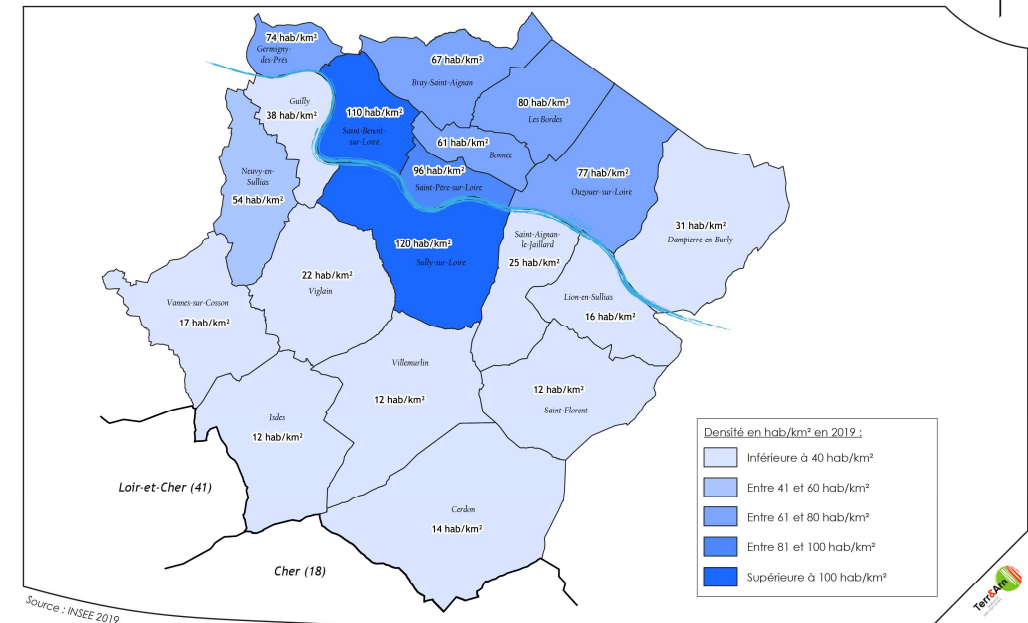 74 hab/km²
Germigny-
des-Prés
67 hab/km²
Bray-Saint-Aignan
Guilly
38 hab/km²
110 hab/km²
Saint-Benoit-
sur-Loire
80 hab/km²
Les Bordes
61 hab/km²
Bonnée
96 hab/km²
Saint-Père-sur-Loire
77 hab/km²
Ouzouer-sur-Loire
Neuvy-en-
Sullias
54 hab/km²
31 hab/km²
Dampierre en Burly
120 hab/km²
Sully-sur-Loire
Saint-Aignan-
le-Jaillard
25 hab/km²
22 hab/km²
Viglain
Vannes-sur-Cosson
17 hab/km²
Lion-en-Sullias
16 hab/km²
Villemurlin
12 hab/km²
12 hab/km²
Saint-Florent
Isdes
12 hab/km²
Cerdon
14 hab/km²
Loir-et-Cher (41)
Cher (18)
Densité en hab/km² en 2019 :
Inférieure à 40 hab/km²
Entre 41 et 60 hab/km²
Entre 61 et 80 hab/km²
Entre 81 et 100 hab/km²
Supérieure à 100 hab/km²
Source : INSEE 2019
Terr&Am